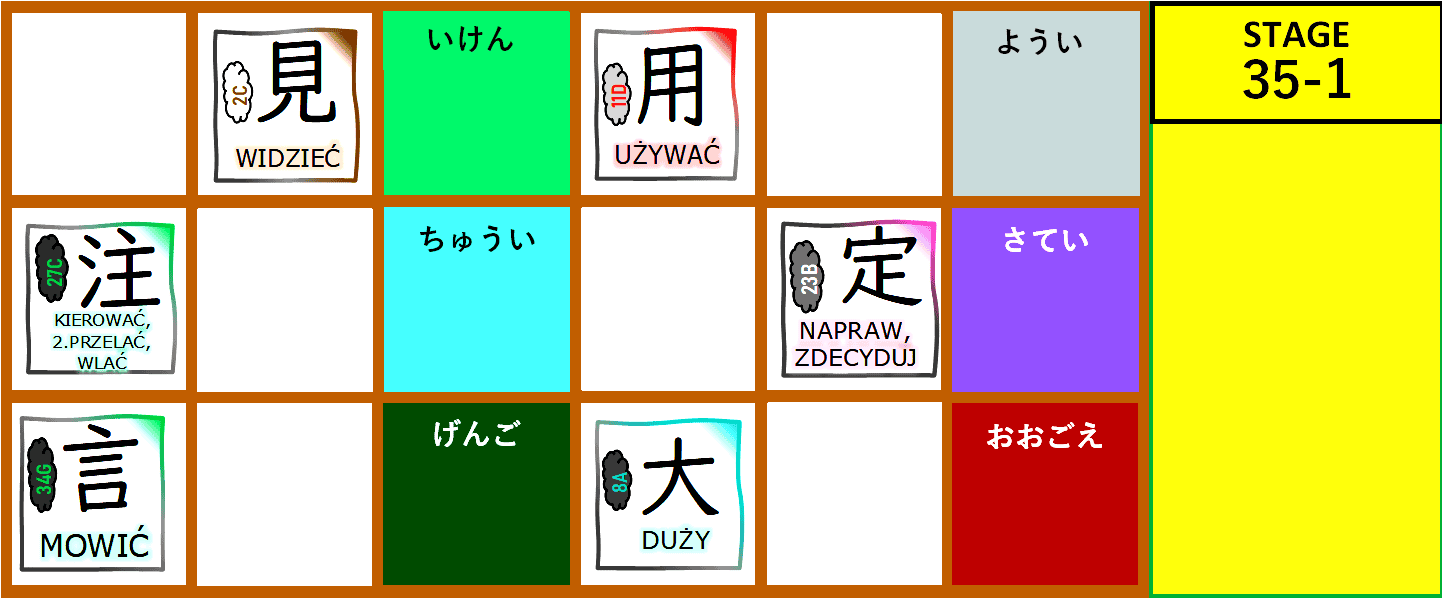 見
2C
WIDZIEĆ
いけん
用
11D
UŻYWAĆ
ようい
STAGE
35-1
注
27C
KIEROWAĆ,
2.PRZELAĆ,
WLAĆ
ちゅうい
定
23B
NAPRAW,
ZDECYDUJ
さてい
言
34G
MOWIĆ
げんご
大
8A
DUŻY
おおごえ